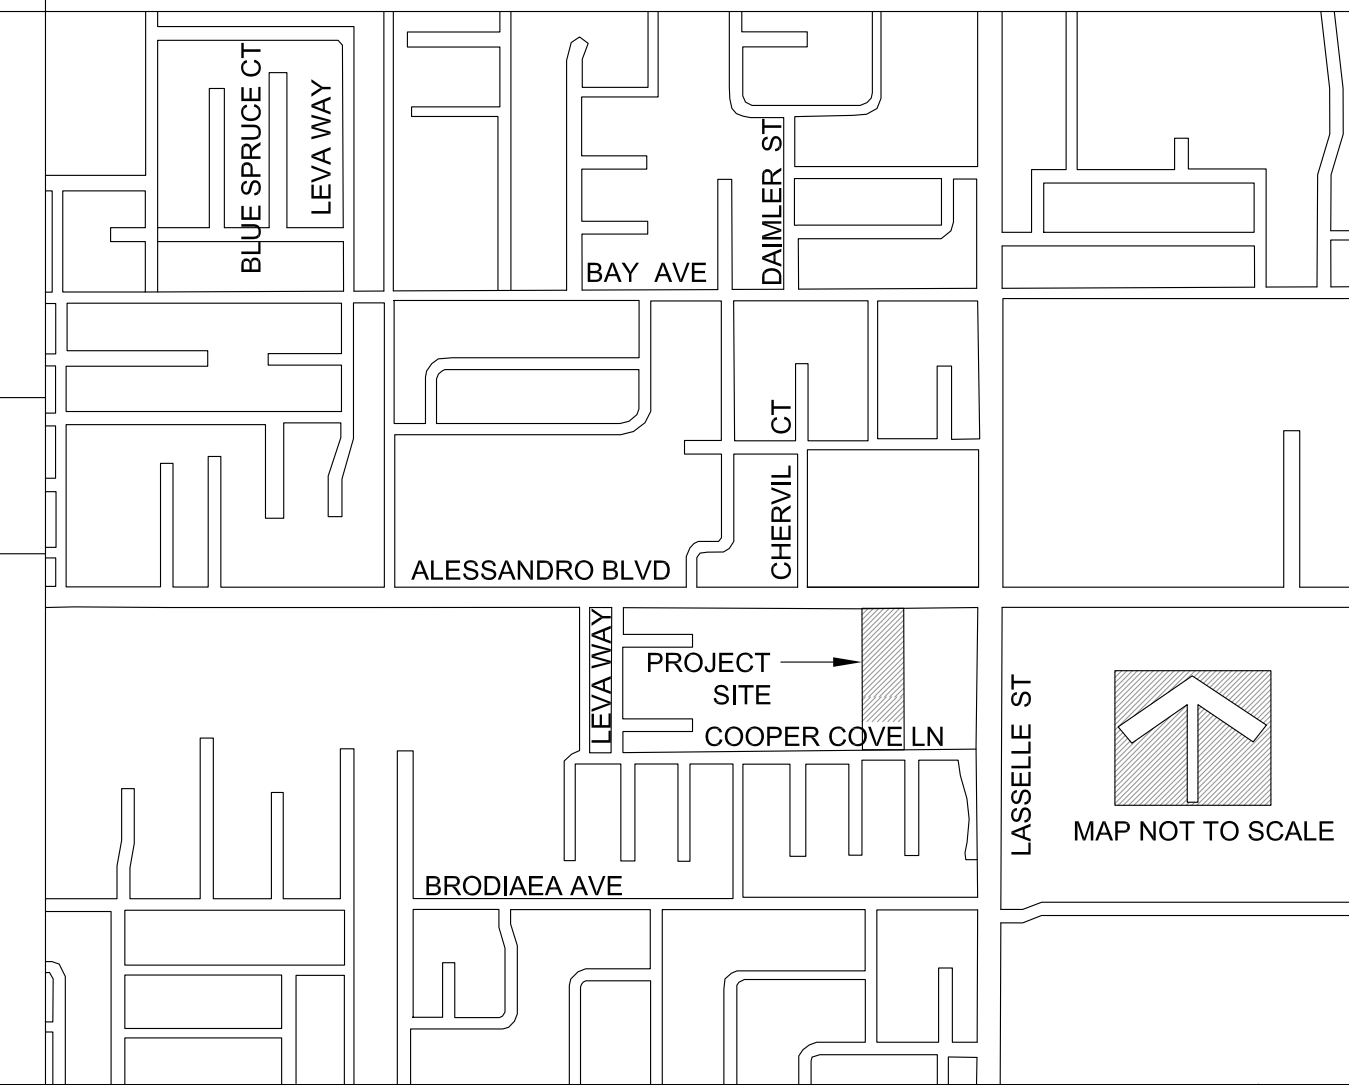 BLUE SPRUCE CT
LEVA WAY
DAIMLER ST
BAY AVE
CHERVIL CT
ALESSANDRO BLVD
LEVA WAY
PROJECT
SITE
COOPER COVE LN
LASSELLE ST
MAP NOT TO SCALE
BRODIAEA AVE